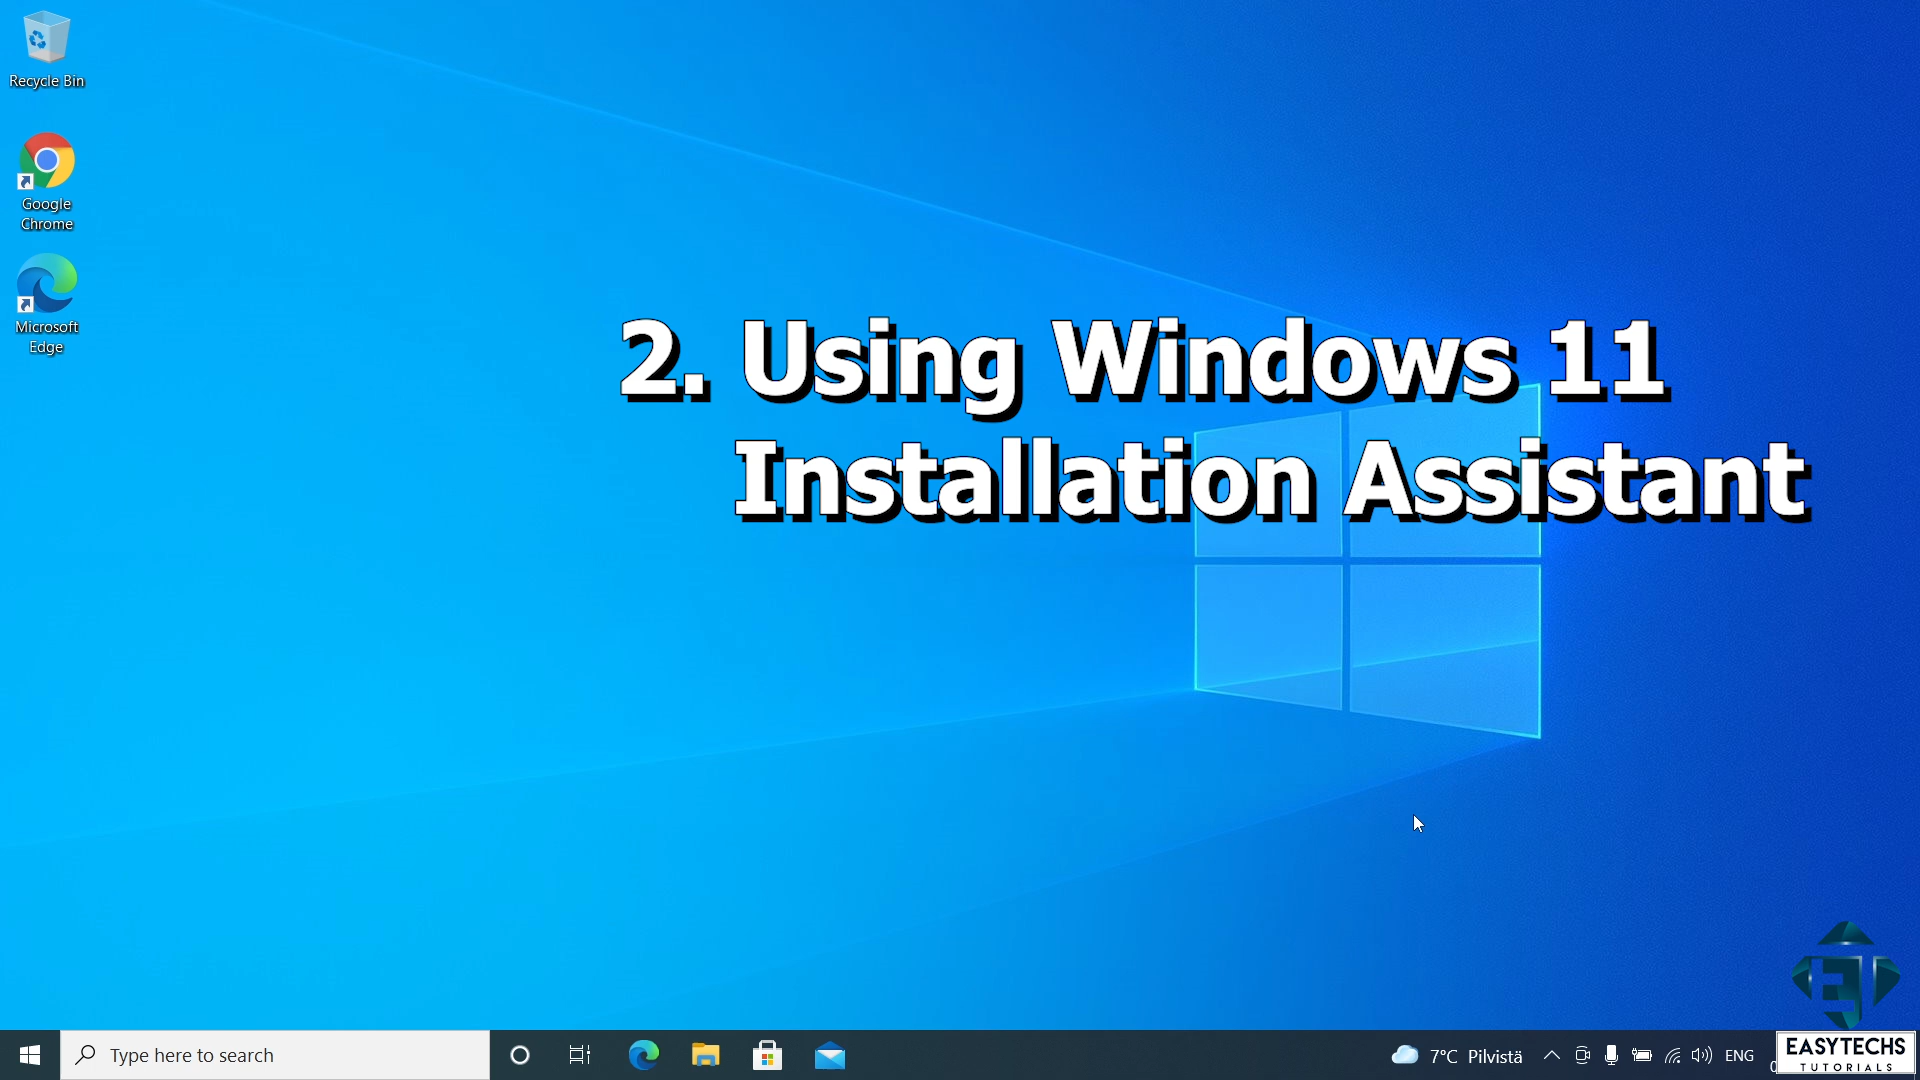 Recycle Bin
Google
Chrome
Microsoft
Edge
2. Using Windows 11
Installation Assistant
Type here to search
7°C Pilvistä
ENG
EASYTECHS
TUTORIALS